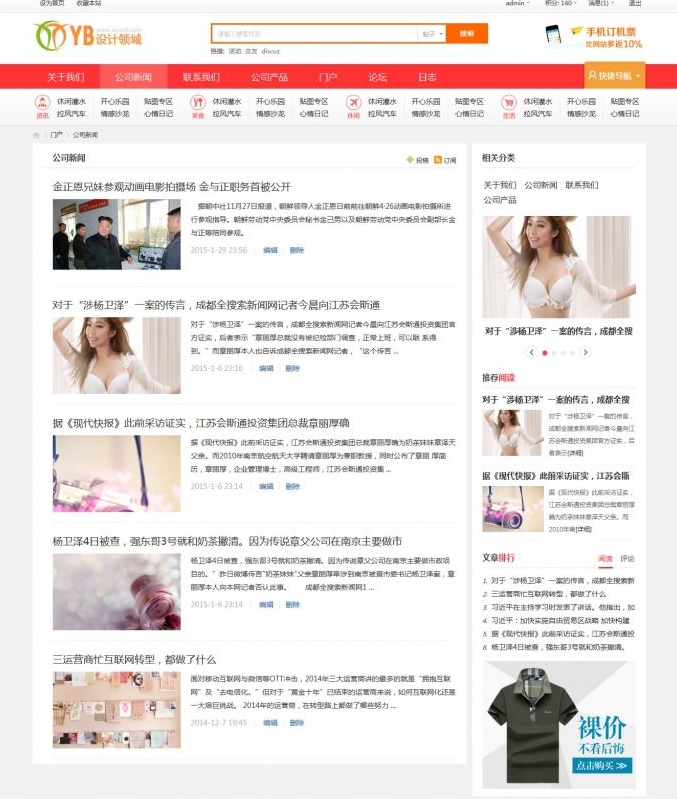 设为首页 收藏本站
admin 积分: 140 消息(1) 退出
YB设计领域
请输入搜索内容 帖子 搜索
热搜: 活动 交友 discuz
手机订机票
比网站多返10%
关于我们 公司新闻 联系我们 公司产品 门户 论坛 日志 快捷导航
资讯 休闲灌水 开心乐园 贴图专区
拉风汽车 情感沙龙 心情日记
美食 休闲灌水 开心乐园 贴图专区
拉风汽车 情感沙龙 心情日记
休闲 休闲灌水 开心乐园 贴图专区
拉风汽车 情感沙龙 心情日记
生活 休闲灌水 开心乐园 贴图专区
拉风汽车 情感沙龙 心情日记
门户 公司新闻
公司新闻 投稿 订阅
金正恩兄妹参观动画电影拍摄场 金与正职务首被公开
据朝中社11月27日报道，朝鲜领导人金正恩日前前往朝鲜4·26动画电影拍摄所进
行参观指导。朝鲜劳动党中央委员会秘书金己男以及朝鲜劳动党中央委员会副部长金
与正等陪同参观。
2015-1-29 23:56 编辑 删除
对于“涉杨卫泽”一案的传言，成都全搜索新闻网记者今晨向江苏会斯通
对于“涉杨卫泽”一案的传言，成都全搜索新闻网记者今晨向江苏会斯通投资集团官
方证实，后者表示“章丽厚总就没有被纪检部门调查，正常上班，可以联 系得
到。”而章丽厚本人也告诉成都全搜索新闻网记者，“这个传言 ...
2015-1-6 23:16 编辑 删除
据《现代快报》此前采访证实，江苏会斯通投资集团总裁章丽厚确
据《现代快报》此前采访证实，江苏会斯通投资集团总裁章丽厚确为奶茶妹妹章泽天
父亲。而2010年南京航空航天大学聘请章丽厚为兼职教授，同时公布了章丽 厚简
历，章丽厚，企业管理博士，高级工程师，江苏会斯通投资集 ...
2015-1-6 23:14 编辑 删除
杨卫泽4日被查，强东哥3号就和奶茶撇清。因为传说章父公司在南京主要做市
杨卫泽4日被查，强东哥3号就和奶茶撇清。因为传说章父公司在南京主要做市政项
目的。”昨日微博传言“奶茶妹妹”父亲章丽厚牵涉到南京被查市委书记杨卫泽案，章
丽厚本人向本网记者否认此事。 成都全搜索新闻网1 ...
2015-1-6 23:14 编辑 删除
三运营商忙互联网转型，都做了什么
面对移动互联网与微信等OTT冲击，2014年三大运营商讲的最多的就是“拥抱互联
网”及“去电信化。”但对于“黄金十年”已结束的运营商来说，如何互联网化还是
一大艰巨挑战。 2014年的运营商，在转型路上都做了哪些努力 ...
2014-12-7 19:45 编辑 删除
相关分类
关于我们 公司新闻 联系我们
公司产品
对于“涉杨卫泽”一案的传言，成都全搜
推荐阅读
对于“涉杨卫泽”一案的传言，成都全搜
对于“涉杨卫泽”一案的传言，
成都全搜索新闻网记者今晨向江
苏会斯通投资集团官方证实，后
者表示[详细]
据《现代快报》此前采访证实，江苏会斯
据《现代快报》此前采访证实，
江苏会斯通投资集团总裁章丽厚
确为奶茶妹妹章泽天父亲。而
2010年南[详细]
文章排行 阅读 评论
1. 对于“涉杨卫泽”一案的传言，成都全搜索新
2. 三运营商忙互联网转型，都做了什么
3. 习近平在主持学习时发表了讲话。他指出，加
4. 习近平：加快实施自由贸易区战略 加快构建
5. 据《现代快报》此前采访证实，江苏会斯通投
6. 杨卫泽4日被查，强东哥3号就和奶茶撇清。
裸价
不看后悔
点击购买